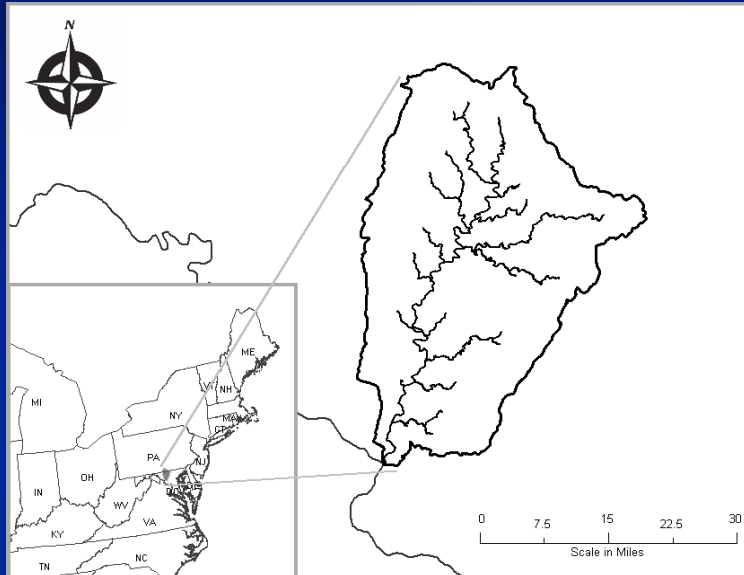 N
ME
VT
NH
MI
NY
MA
CT
PA
NJ
OH
IN
WV
VA
KY
NC
TN
0 7.5 15 22.5 30
Scale in Miles